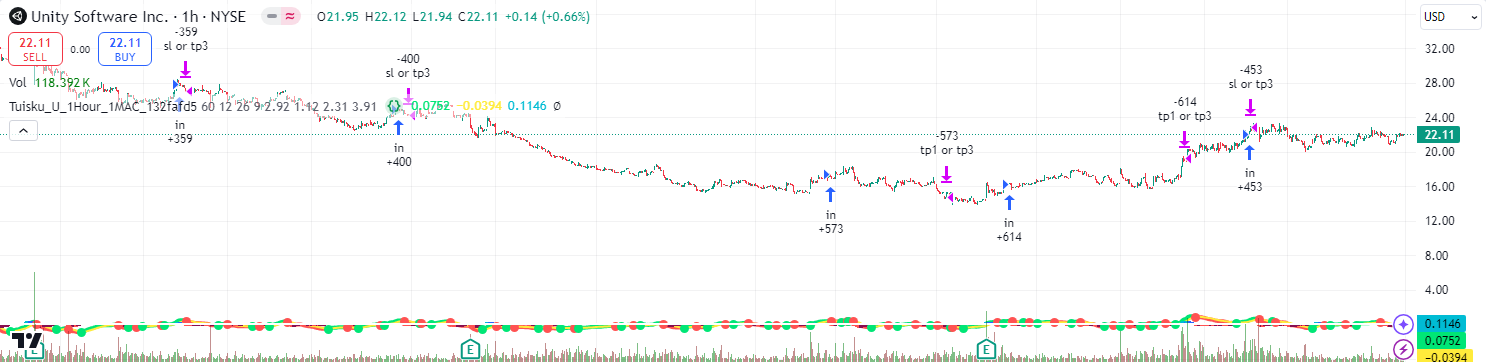 Unity Software Inc. · 1h · NYSE
O21.95 H22.12 L21.94 C22.11 +0.14 (+0.66%)
USD
22.11
SELL
0.00
22.11
BUY
Vol 118.392 K
Tuisku_U_1Hour_1MAC_132fafd5 60 12 26 9 2.92 1.12 2.31 3.91 0.0752 −0.0394 0.1146 Ø
-359
sl or tp3
in
+359
-400
sl or tp3
in
+400
in
+573
-573
tp1 or tp3
in
+614
-614
tp1 or tp3
-453
sl or tp3
in
+453
32.00
28.00
24.00
22.11
20.00
16.00
12.00
8.00
4.00
0.1146
0.0752
−0.0394
E
E
E